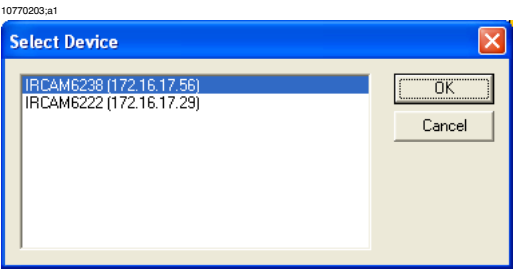 10770203;a1
Select Device
IRCAM6238 (172.16.17.56)
IRCAM6222 (172.16.17.29)
OK
Cancel